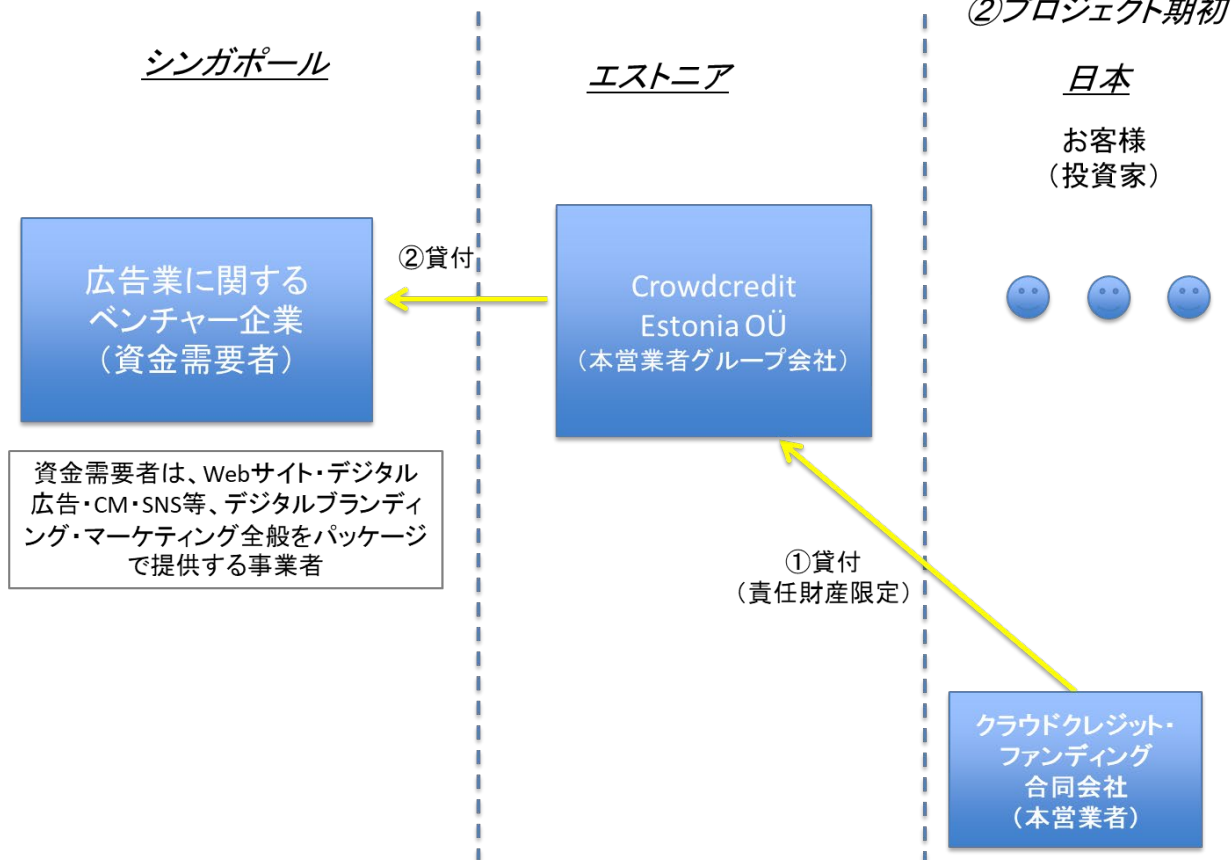 ②プロジェクト期初
シンガポール
エストニア
日本
お客様
（投資家）
広告業に関する
ベンチャー企業
（資金需要者）
②貸付
Crowdcredit
Estonia OÜ
（本営業者グループ会社）
資金需要者は、Webサイト・デジタル
広告・CM・SNS等、デジタルブランディ
ング・マーケティング全般をパッケージ
で提供する事業者
①貸付
（責任財産限定）
クラウドクレジット・
ファンディング
合同会社
（本営業者）